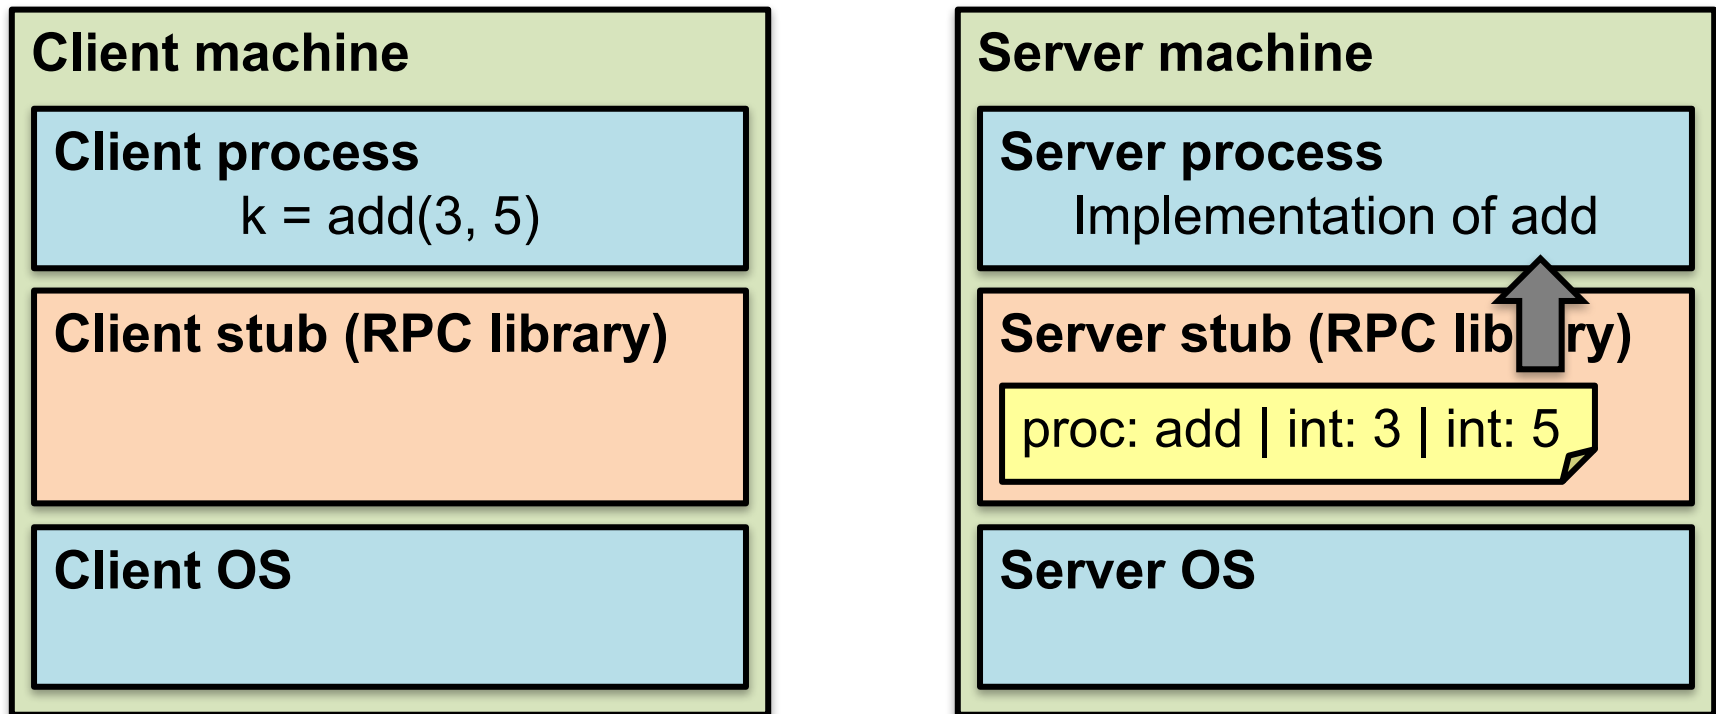 Client machine
Client process
k = add(3, 5)
Client stub (RPC library)
Client OS
Server machine
Server process
Implementation of add
Server stub (RPC lib ry)
proc: add | int: 3 | int: 5
Server OS